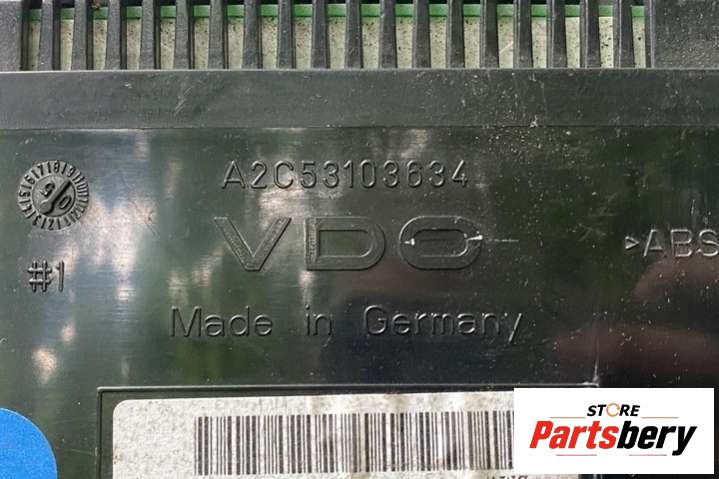 A2C53103634
VDO
>ABS
#1
Made in Germany
STORE
Partsbery